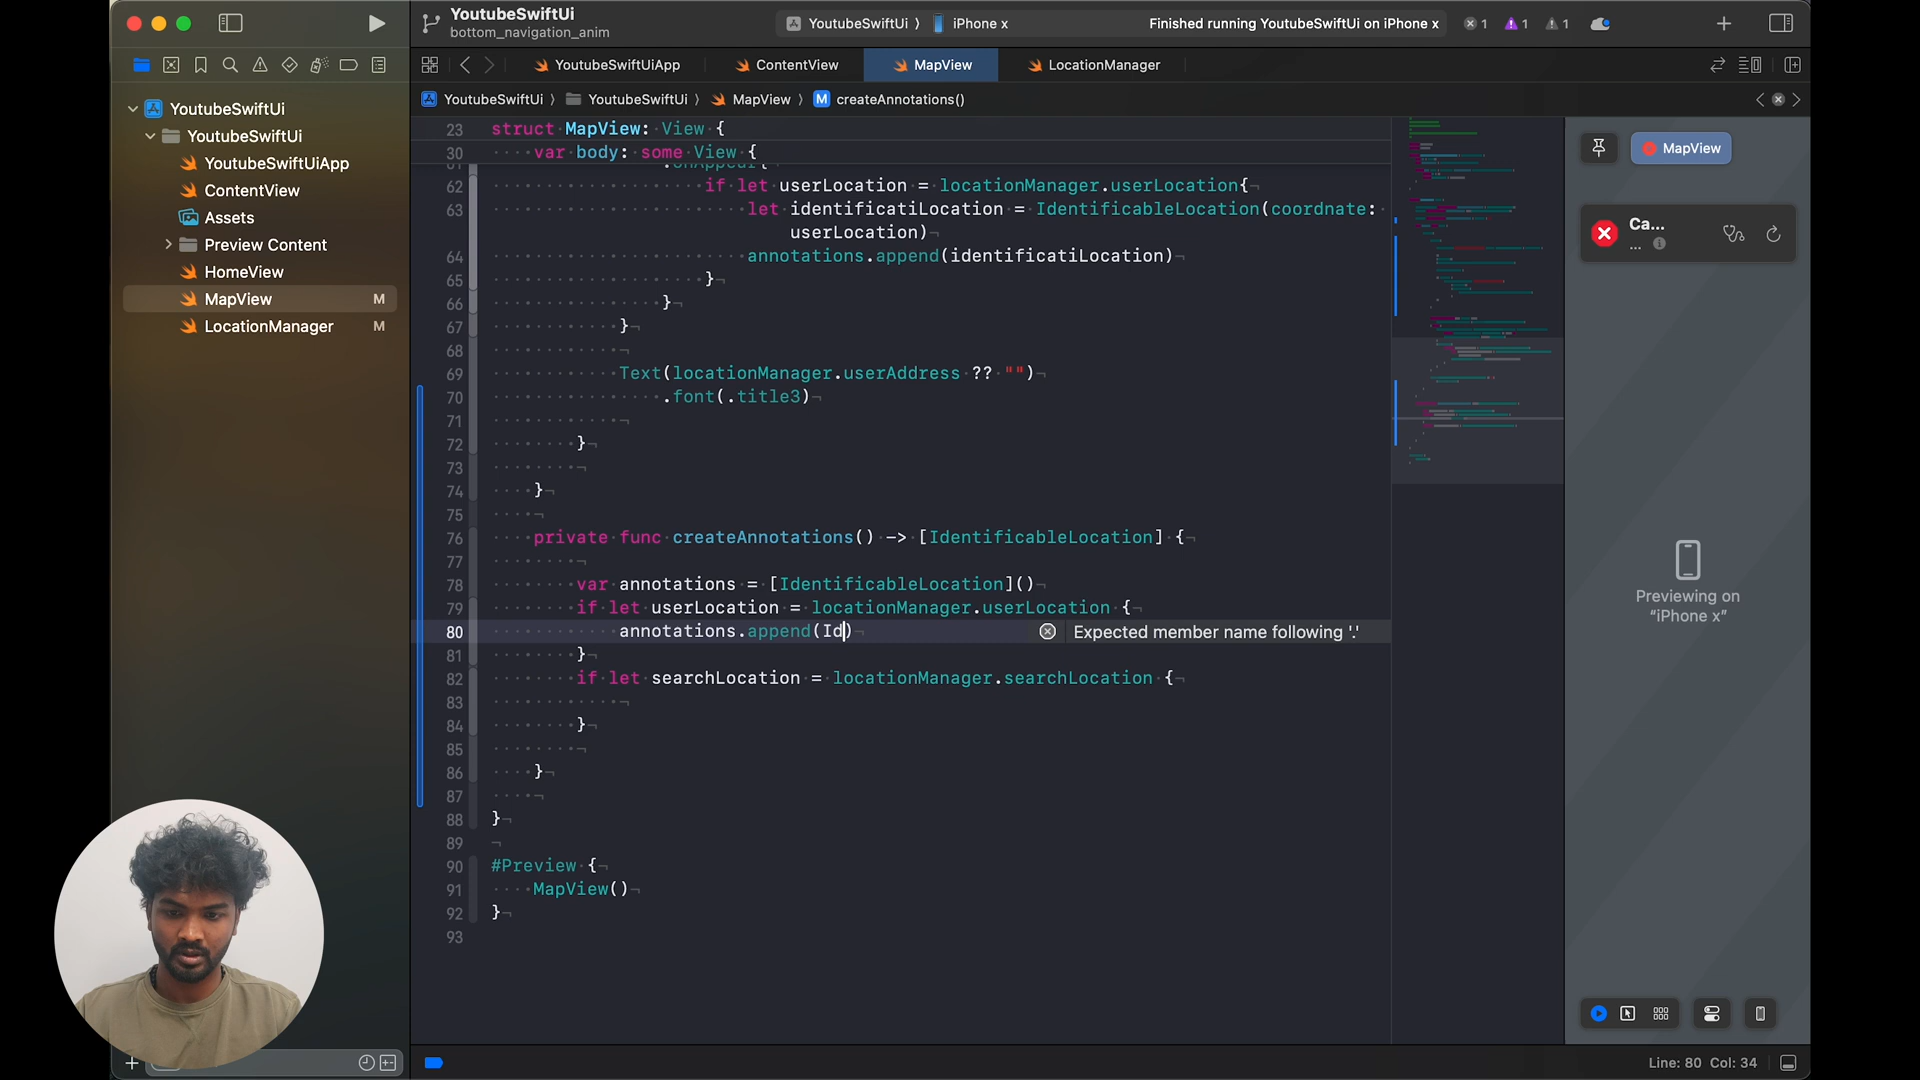 YoutubeSwiftUi
bottom_navigation_anim
YoutubeSwiftUi 〉 iPhone x
Finished running YoutubeSwiftUi on iPhone x
1
1
1
YoutubeSwiftUiApp
ContentView
MapView
LocationManager
YoutubeSwiftUi 〉 YoutubeSwiftUi 〉 MapView 〉 M createAnnotations()
YoutubeSwiftUi
YoutubeSwiftUi
YoutubeSwiftUiApp
ContentView
Assets
Preview Content
HomeView
MapView M
LocationManager M
23 struct MapView: View {
30 var body: some View {
62 if let userLocation = locationManager.userLocation{
63 let identificatiLocation = IdentificableLocation(coordnate:
userLocation)
64 annotations.append(identificatiLocation)
65 }
66 }
67 }
68
69 Text(locationManager.userAddress ?? "")
70 .font(.title3)
71
72 }
73
74 }
75
76 private func createAnnotations() -> [IdentificableLocation] {
77
78 var annotations = [IdentificableLocation]()
79 if let userLocation = locationManager.userLocation {
80 annotations.append(Id) Expected member name following '.'
81 }
82 if let searchLocation = locationManager.searchLocation {
83
84 }
85
86 }
87
88 }
89
90 #Preview {
91 MapView()
92 }
93
MapView
Ca...
...
Previewing on
“iPhone x”
Line: 80 Col: 34